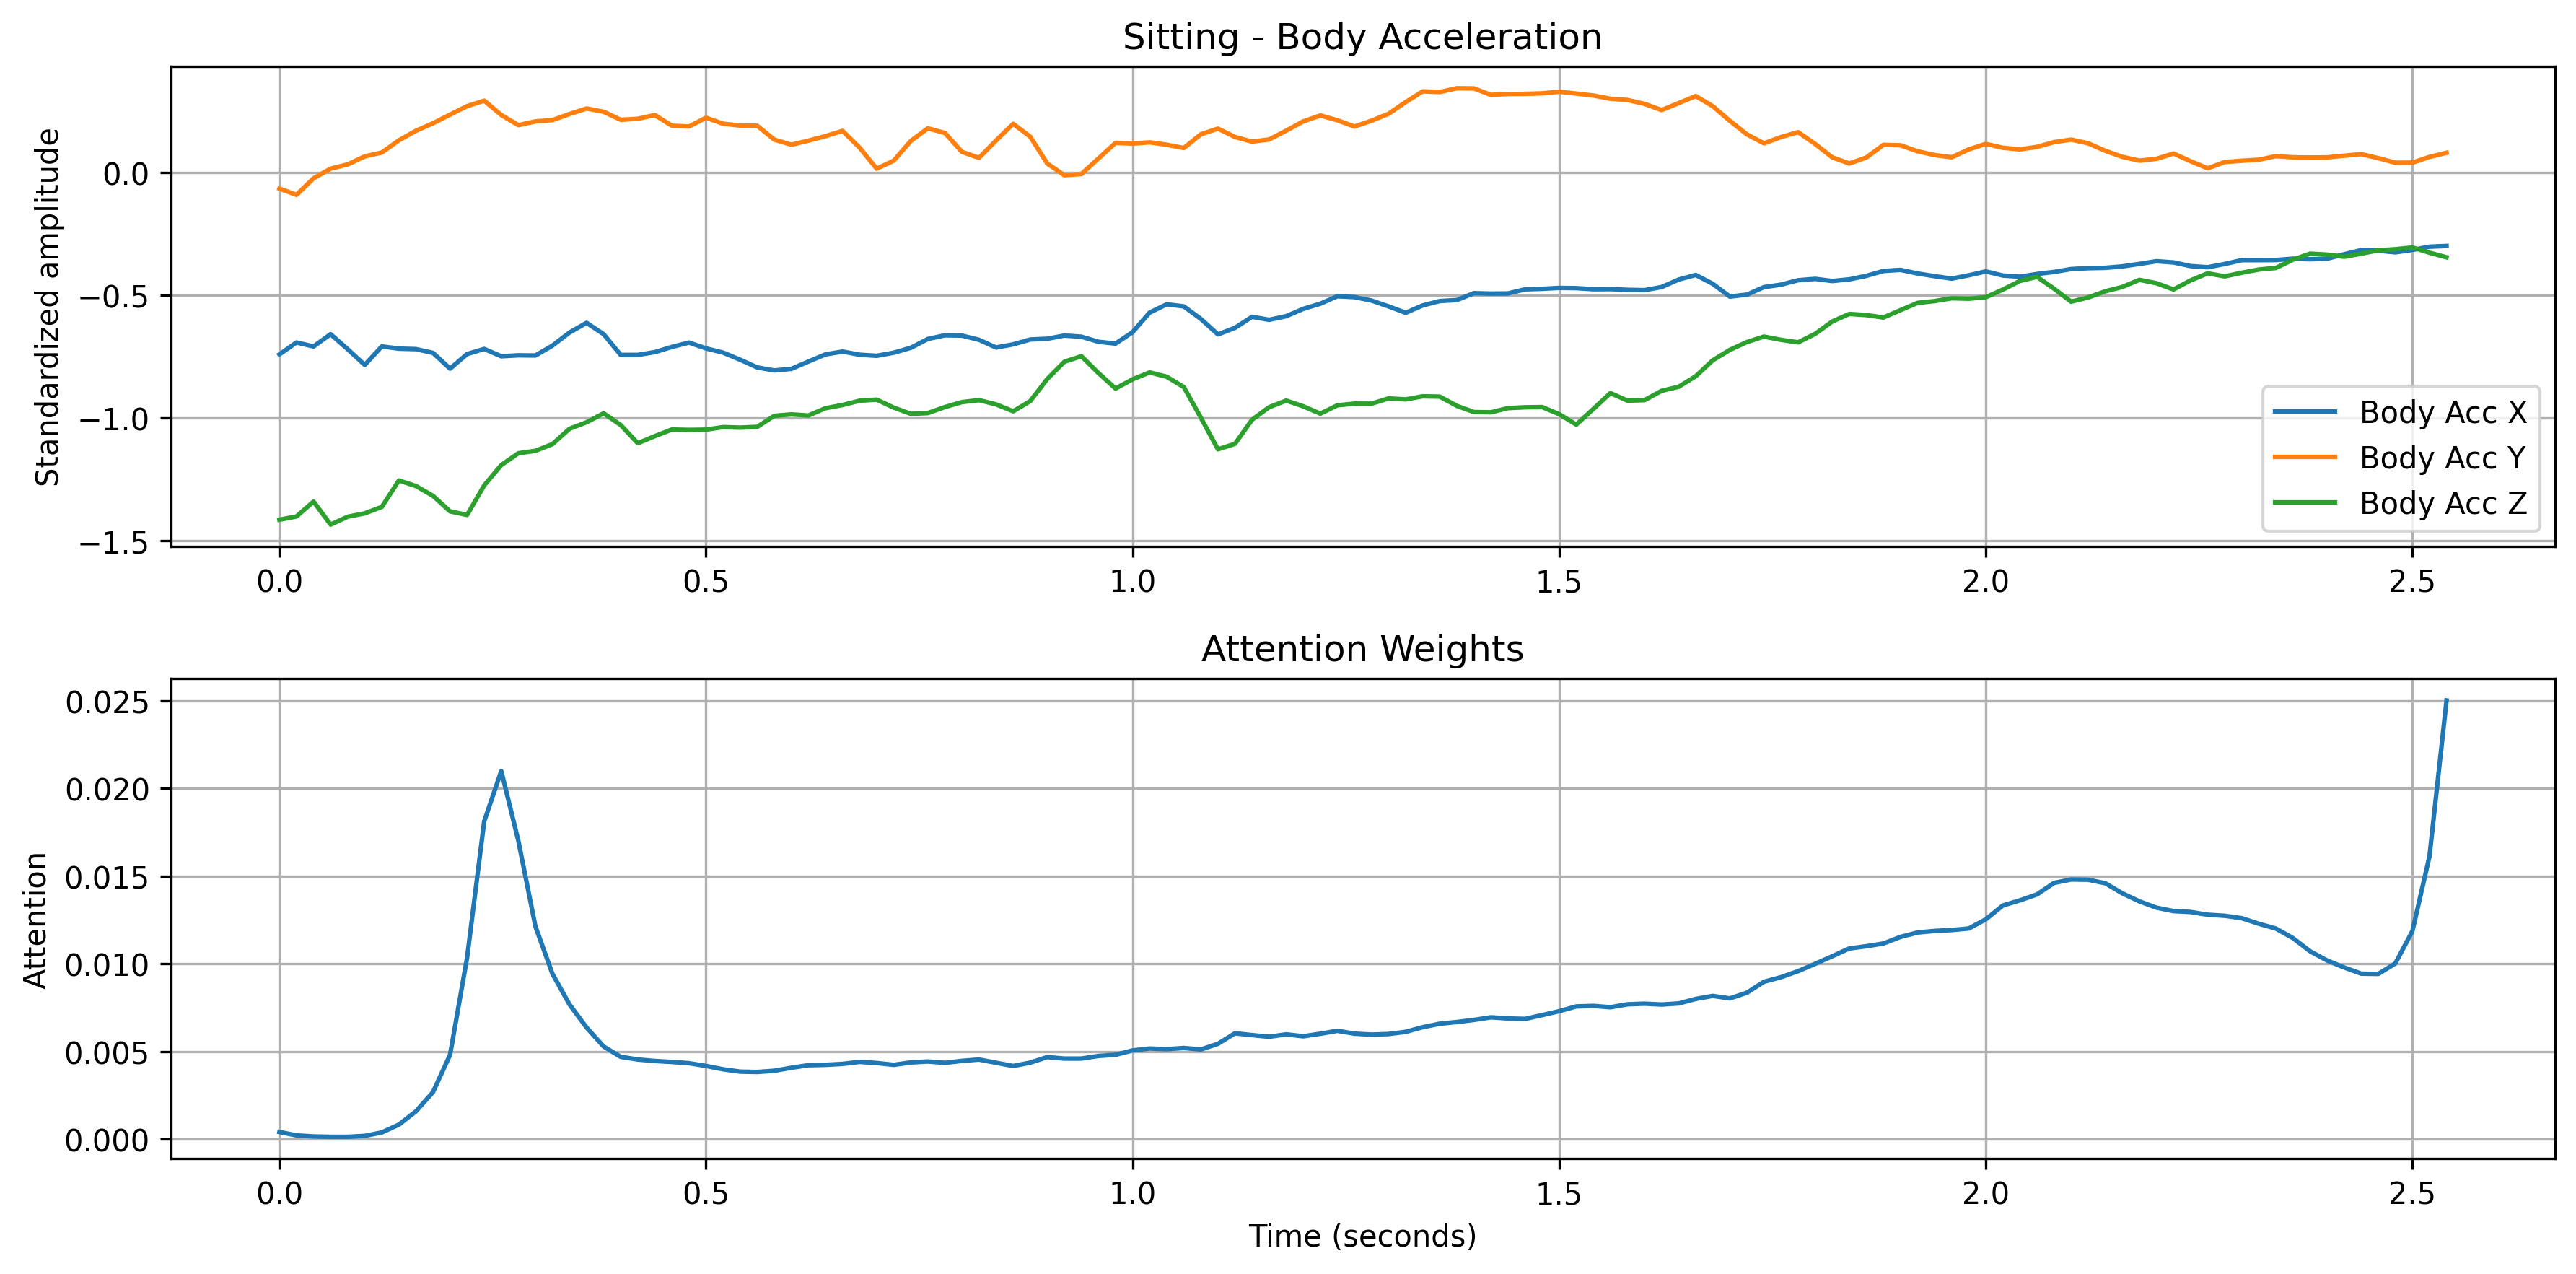 Sitting - Body Acceleration
Standardized amplitude
0.0
−0.5
−1.0
−1.5
Body Acc X
Body Acc Y
Body Acc Z
0.0 0.5 1.0 1.5 2.0 2.5
Attention Weights
Attention
0.025
0.020
0.015
0.010
0.005
0.000
0.0 0.5 1.0 1.5 2.0 2.5
Time (seconds)